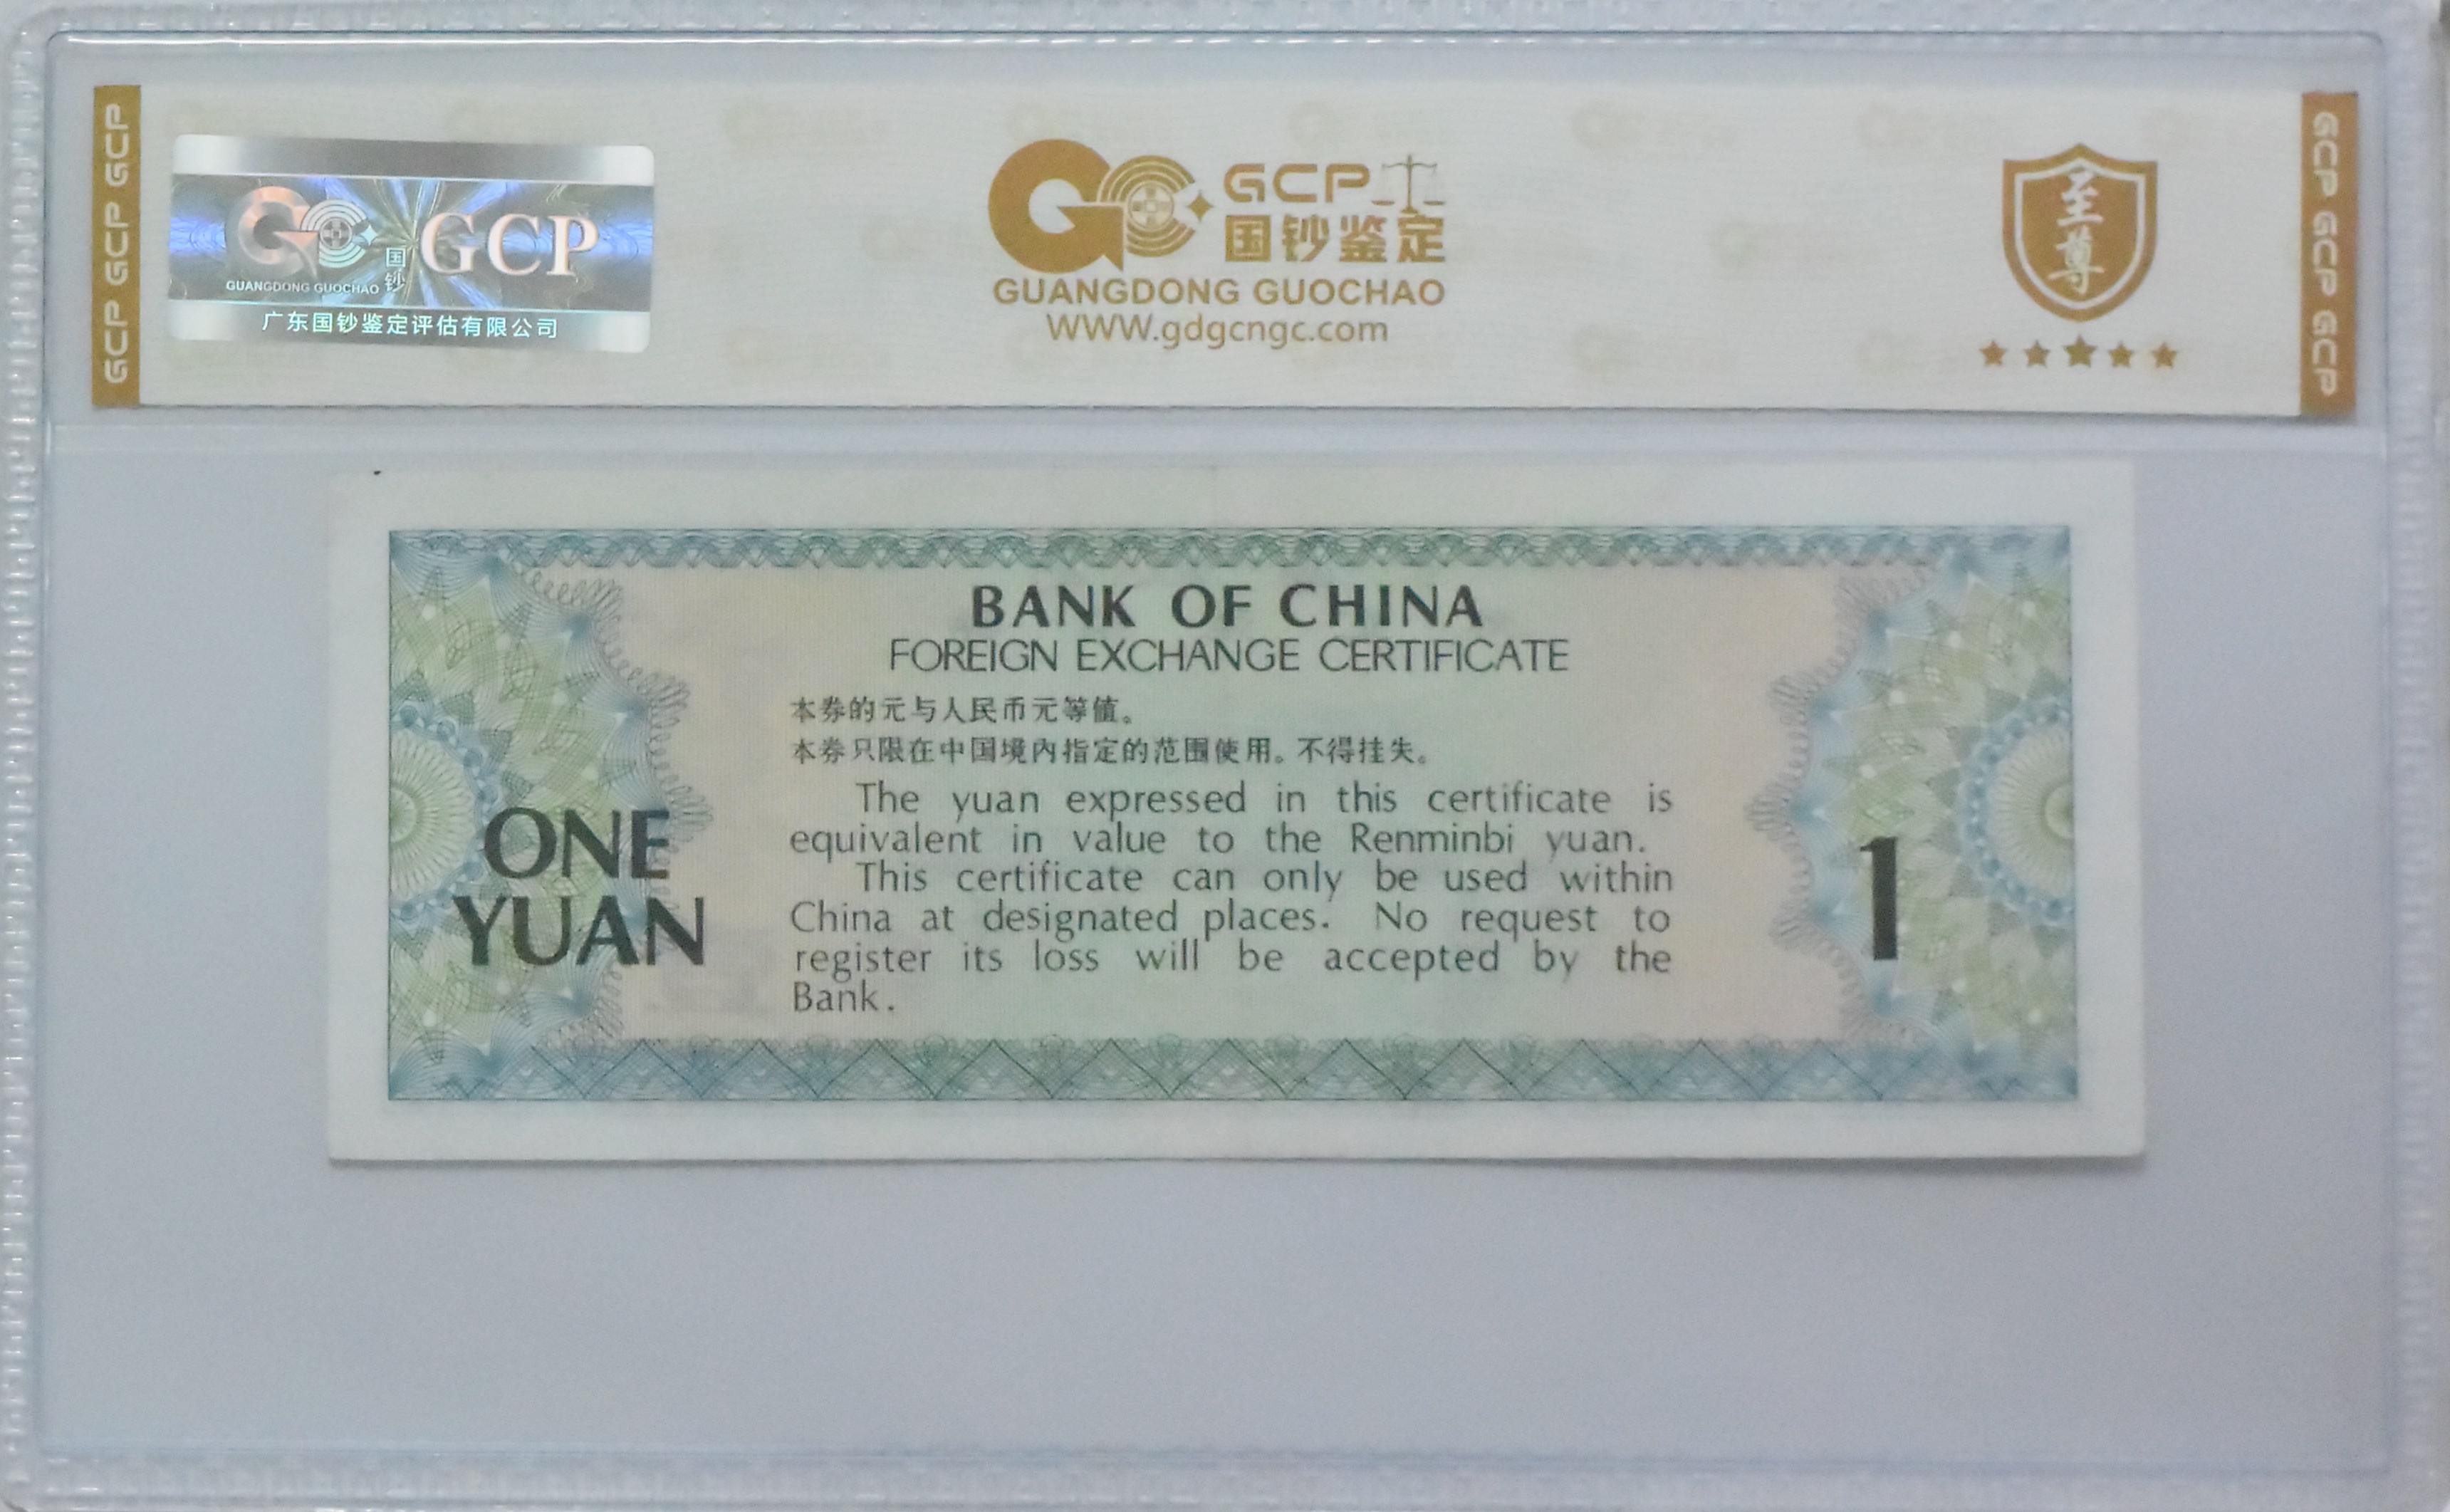 GCP GCP GCP
GCP
国钞
GUANGDONG GUOCHAO
广东国钞鉴定评估有限公司
GCP
国钞鉴定
GUANGDONG GUOCHAO
WWW.gdgcngc.com
至尊
GCP GCP GCP
BANK OF CHINA
FOREIGN EXCHANGE CERTIFICATE
本券的元与人民币元等值。
本券只限在中国境内指定的范围使用。不得挂失。
The yuan expressed in this certificate is
equivalent in value to the Renminbi yuan.
This certificate can only be used within
China at designated places. No request to
register its loss will be accepted by the
Bank.
ONE
YUAN
1